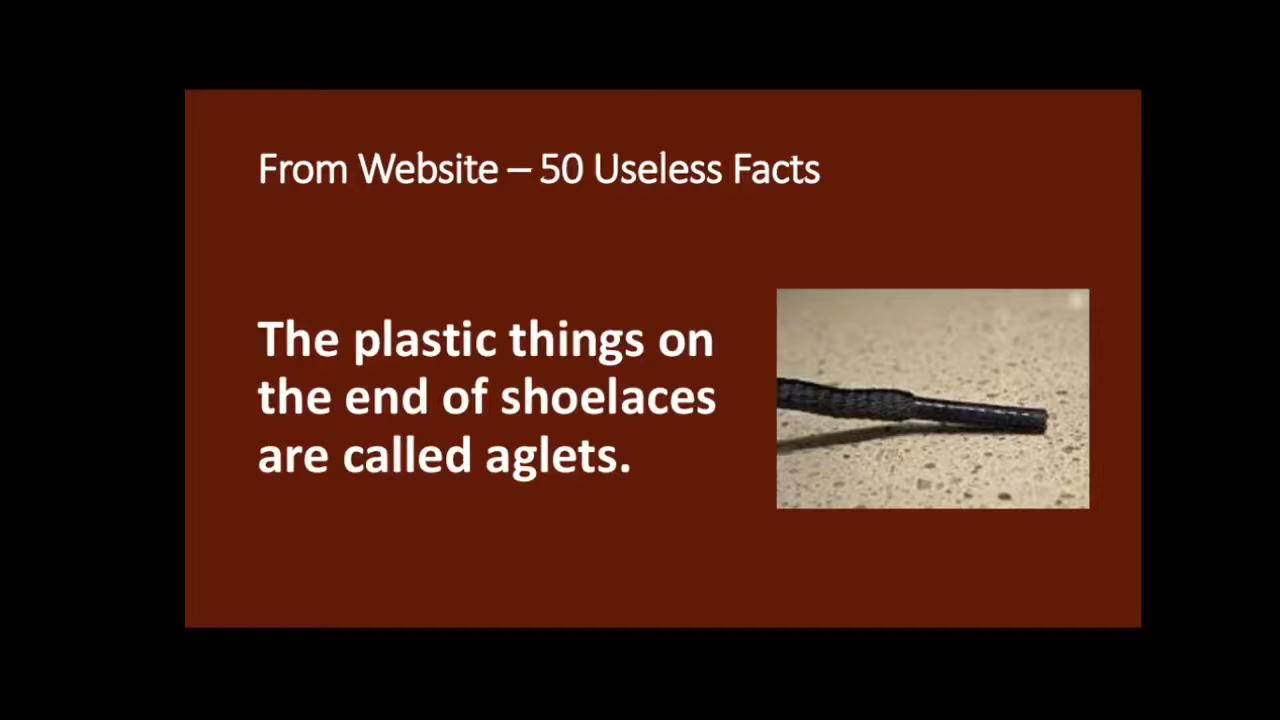 From Website – 50 Useless Facts
The plastic things on
the end of shoelaces
are called aglets.